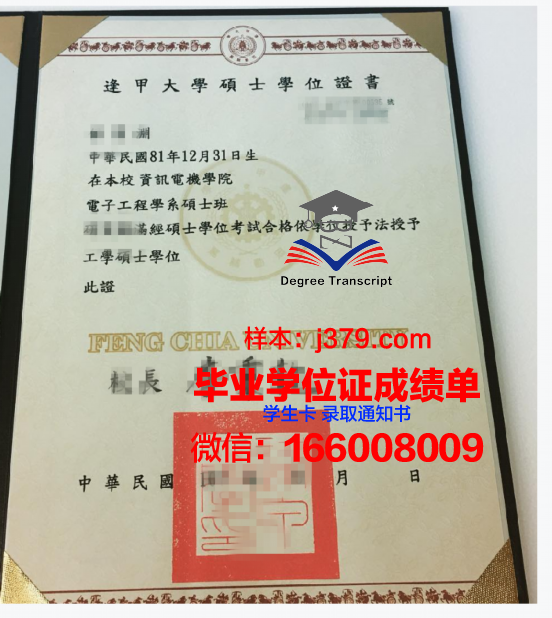 逢甲大學碩士學位證書
號
中華民國81年12月31日生
在本校 資訊電機學院
電子工程學系碩士班
經碩士學位考試合格依學位授予法授予
工學碩士學位
此證
Degree Transcript
FENG CHIA UNIVERSITY
样本：j379.com
校長
毕业学位证成绩单
学生卡 录取通知书
微信：166008009
中華民國 月 日